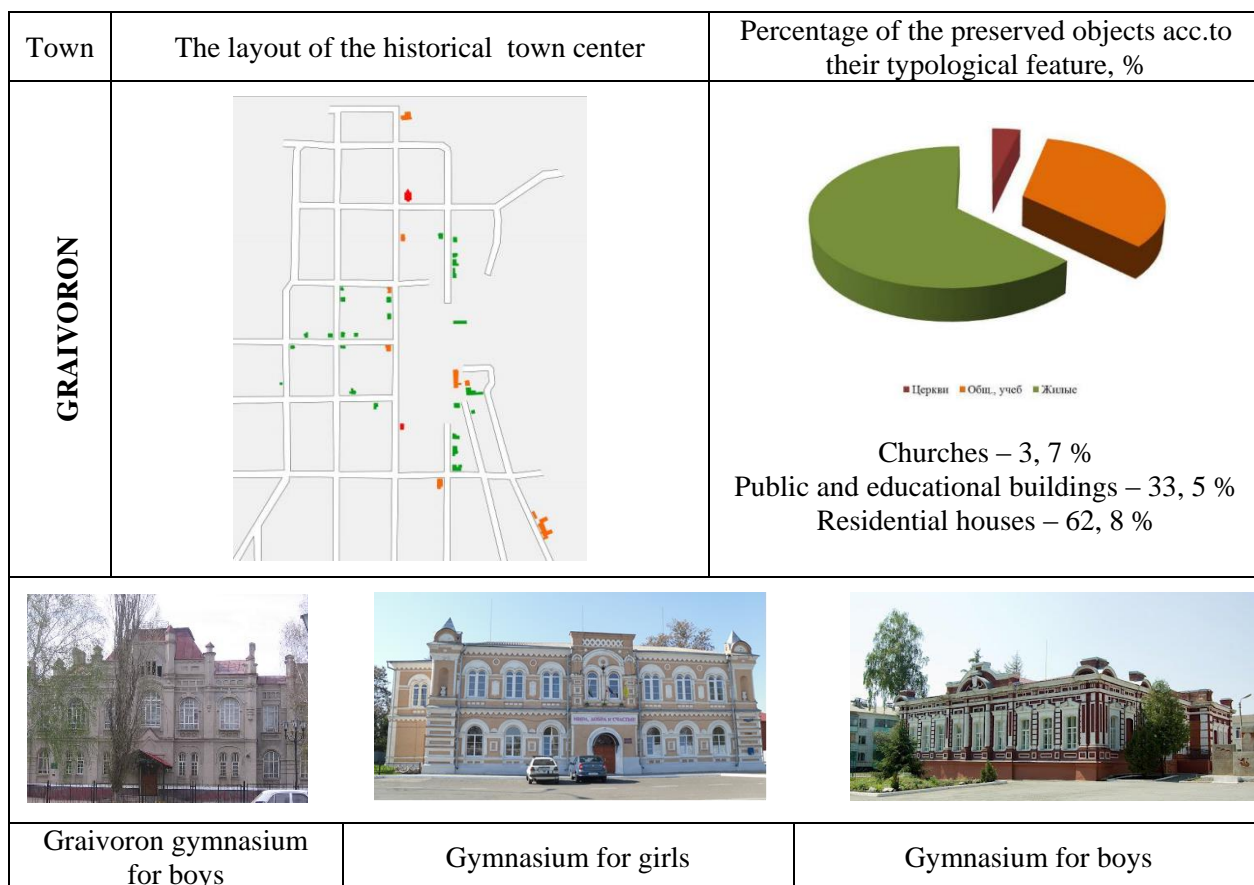 Town
The layout of the historical town center
Percentage of the preserved objects acc.to
their typological feature, %
GRAIVORON
Церкви Общ., учеб Жилые
Churches – 3, 7 %
Public and educational buildings – 33, 5 %
Residential houses – 62, 8 %
Graivoron gymnasium
for boys
Gymnasium for girls
Gymnasium for boys